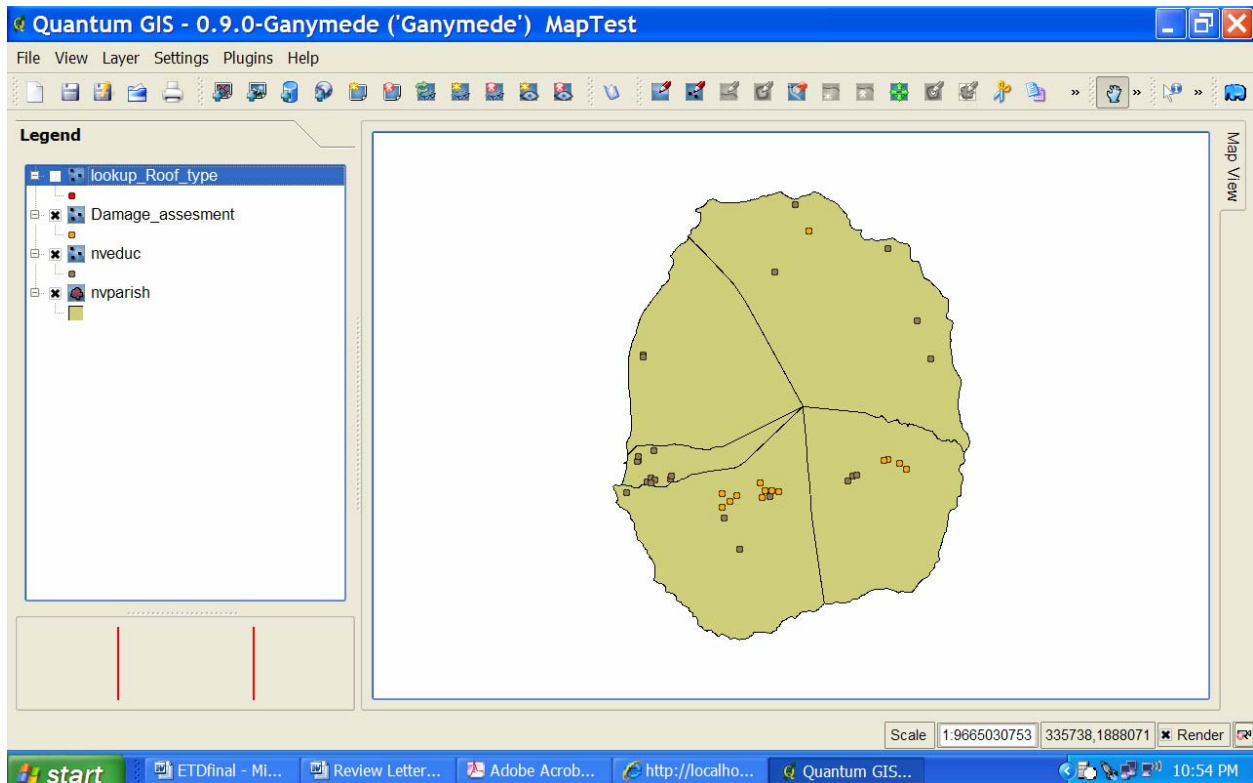 Quantum GIS - 0.9.0-Ganymede ('Ganymede') MapTest
File View Layer Settings Plugins Help
Legend
lookup_Roof_type
Damage_assesment
nveduc
nvparish
Map View
Scale 1:9665030753 335738,1888071 Render
start ETDfinal - Mi... Review Letter... Adobe Acrob... http://localho... Quantum GIS... 10:54 PM